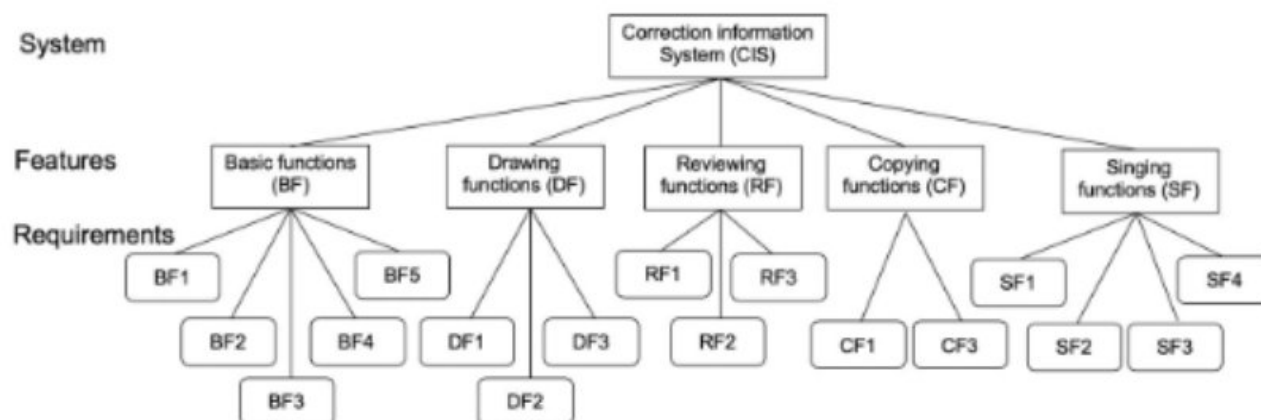 System
Correction information
System (CIS)
Features
Basic functions
(BF)
Drawing
functions (DF)
Reviewing
functions (RF)
Copying
functions (CF)
Singing
functions (SF)
Requirements
BF1
BF2
BF3
BF4
BF5
DF1
DF2
DF3
RF1
RF2
RF3
CF1
CF3
SF1
SF2
SF3
SF4